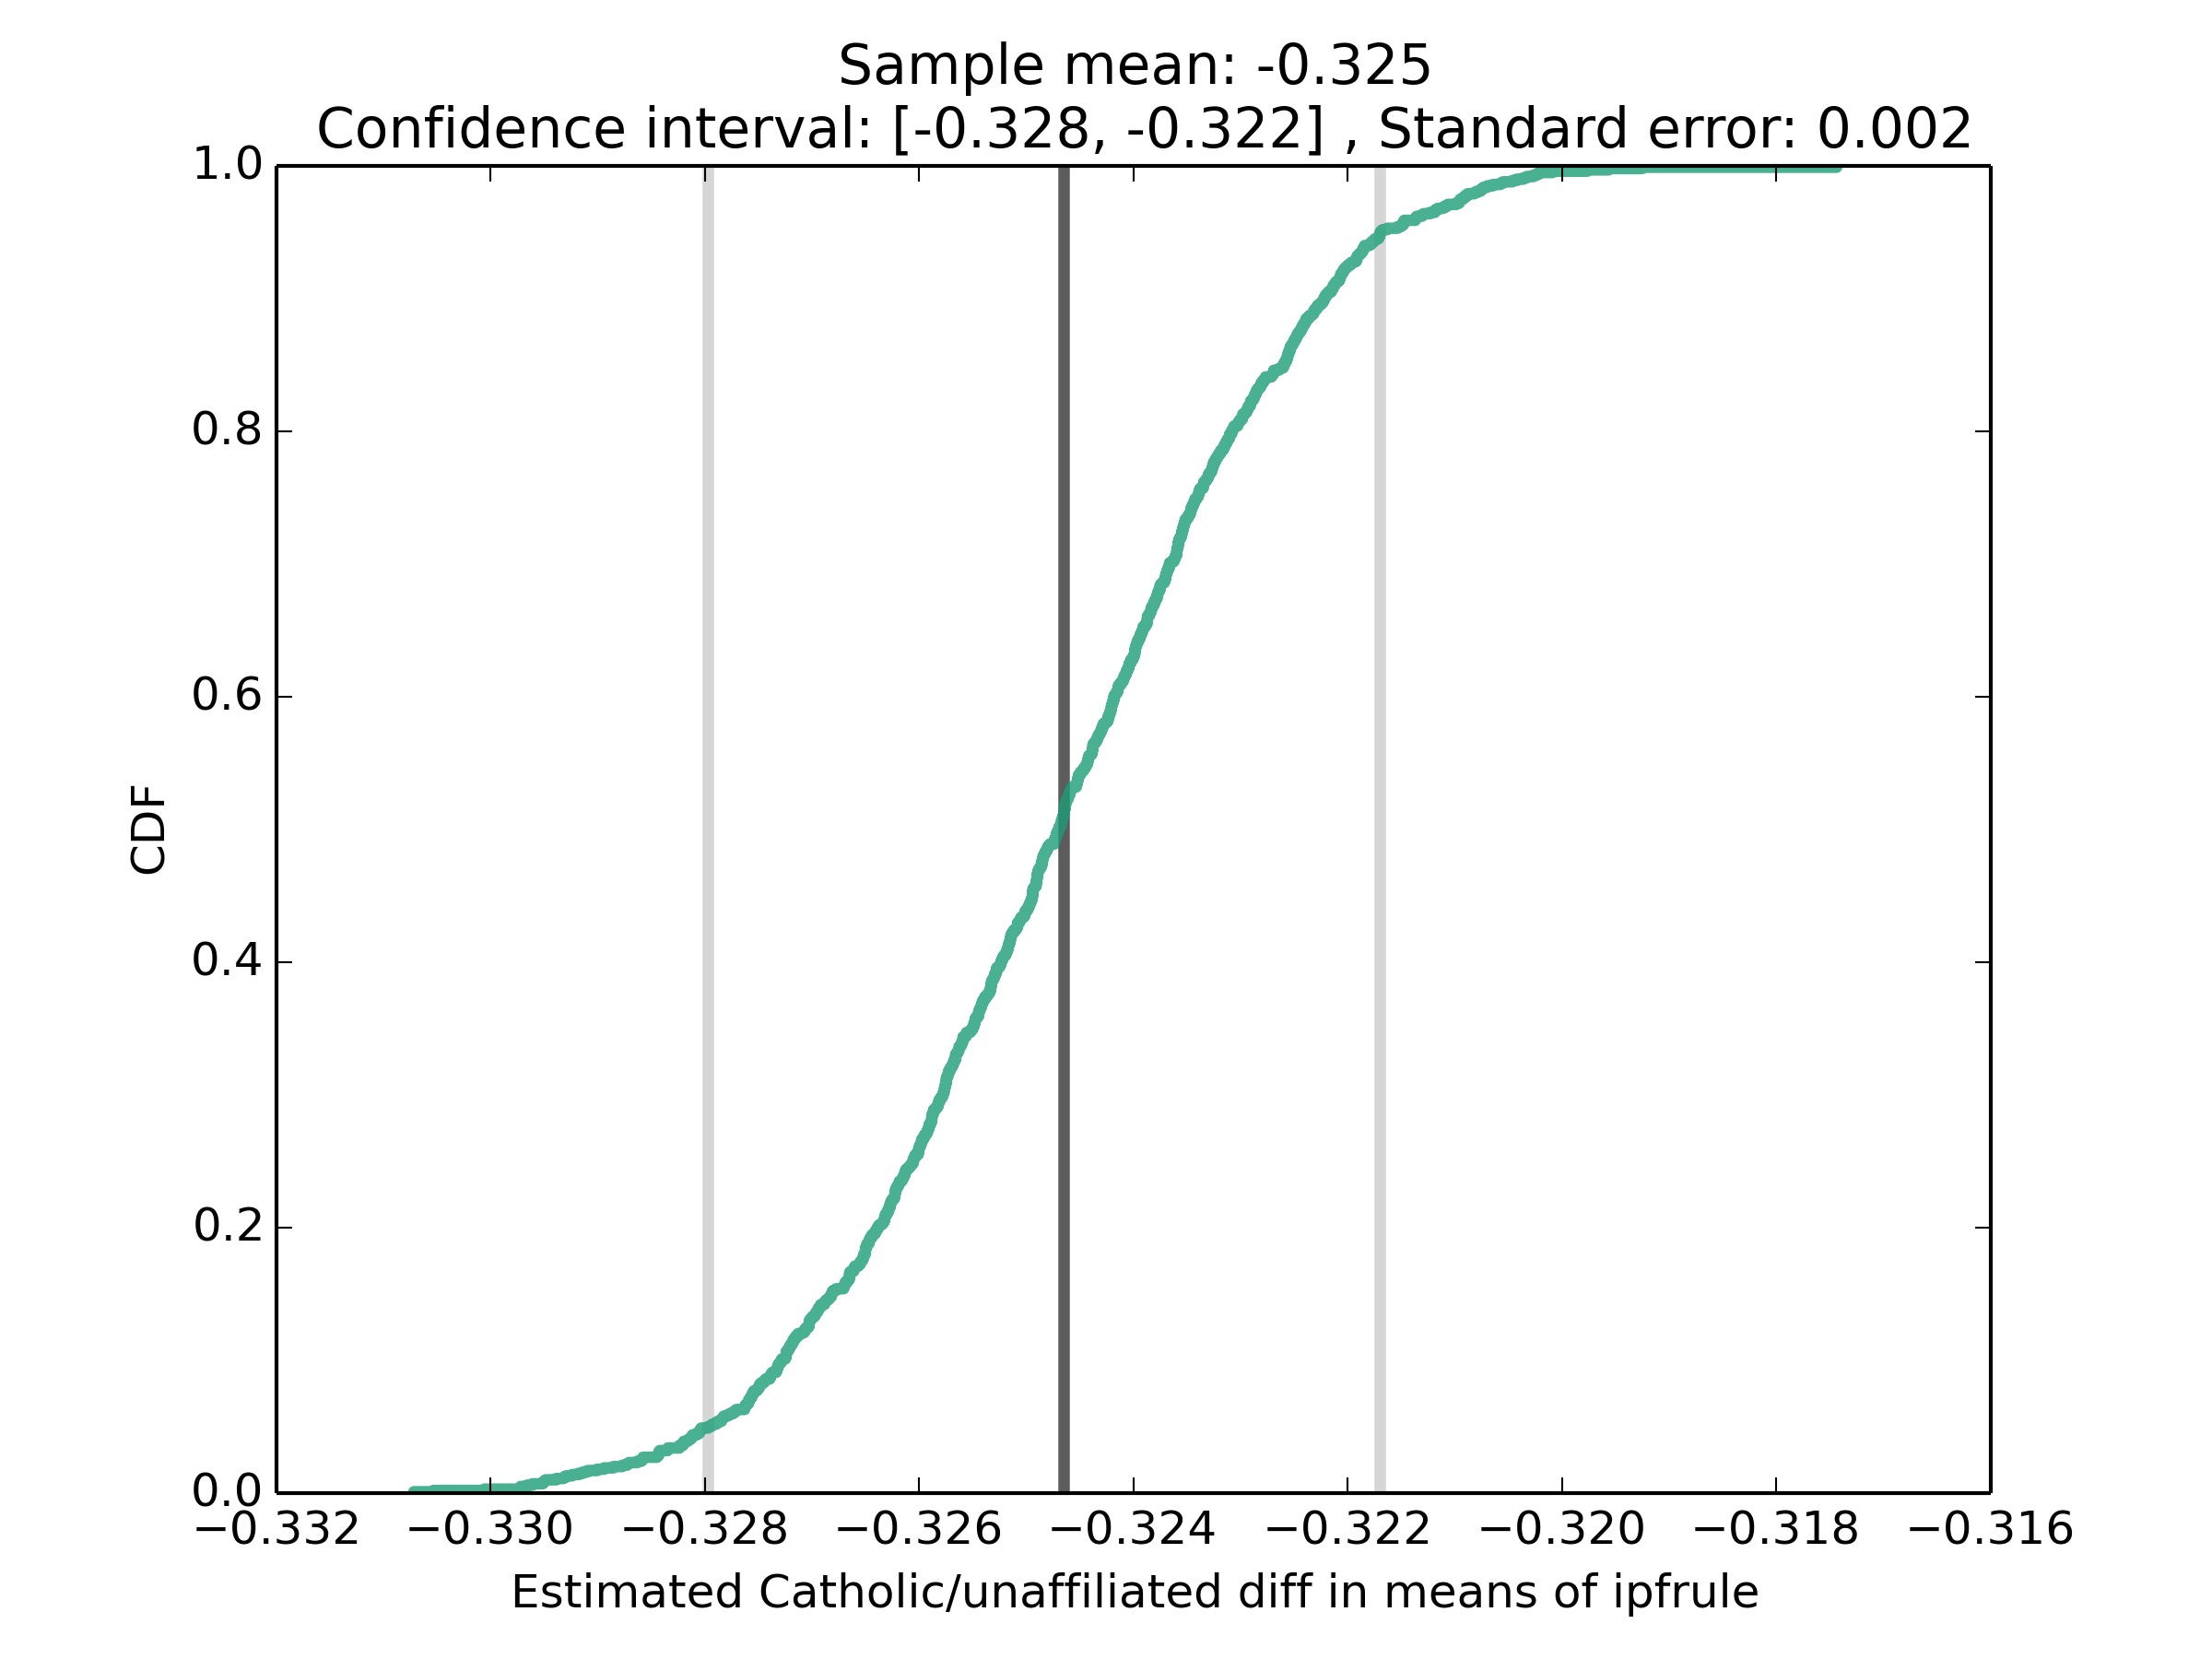 Sample mean: -0.325
Confidence interval: [-0.328, -0.322] , Standard error: 0.002
1.0
0.8
0.6
0.4
0.2
0.0
CDF
−0.332 −0.330 −0.328 −0.326 −0.324 −0.322 −0.320 −0.318 −0.316
Estimated Catholic/unaffiliated diff in means of ipfrule